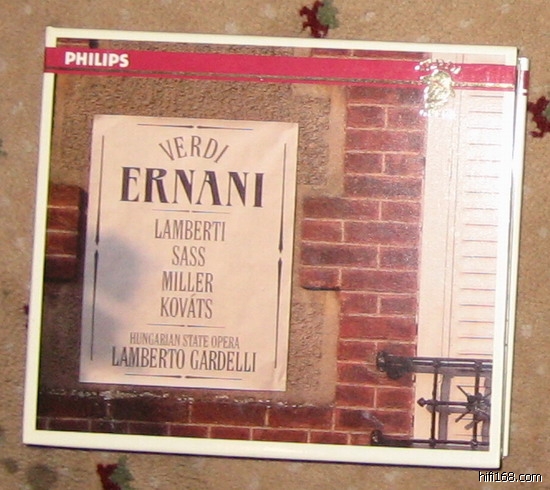 PHILIPS
VERDI
ERNANI
LAMBERTI
SASS
MILLER
KOVÁTS
HUNGARIAN STATE OPERA
LAMBERTO GARDELLI
hifi168.com